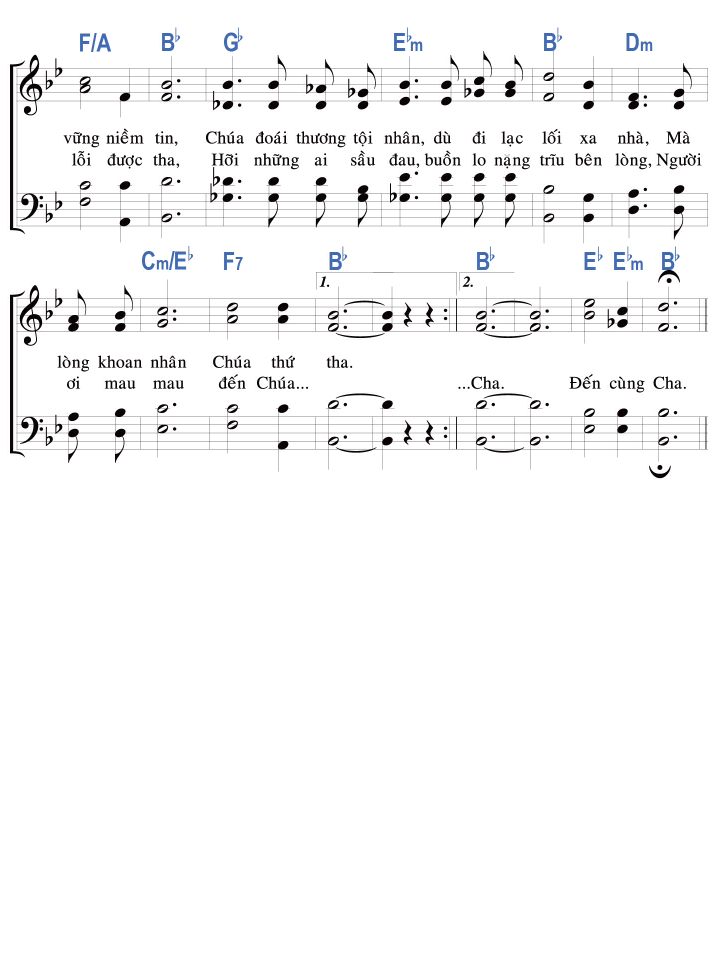 F/A B♭ G♭ E♭m B♭ Dm
vững niềm tin, Chúa đoái thương tội nhân, dù đi lạc lối xa nhà, Mà
lỗi được tha, Hỡi những ai sầu đau, buồn lo nặng trĩu bên lòng, Người
Cm/E♭ F7 B♭ B♭ E♭ E♭m B♭
1. 2.
lòng khoan nhân Chúa thứ tha.
ơi mau mau đến Chúa... ...Cha. Đến cùng Cha.